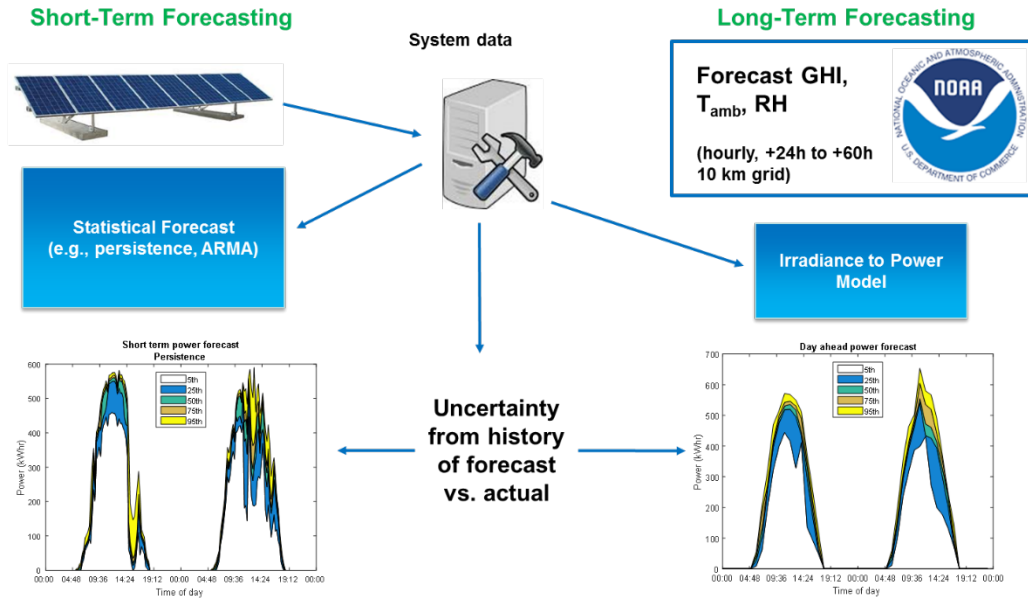 Short-Term Forecasting
System data
Long-Term Forecasting
Forecast GHI,
Tamb, RH
(hourly, +24h to +60h
10 km grid)
NATIONAL OCEANIC AND ATMOSPHERIC ADMINISTRATION
NOAA
U.S. DEPARTMENT OF COMMERCE
Statistical Forecast
(e.g., persistence, ARMA)
Irradiance to Power
Model
Uncertainty
from history
of forecast
vs. actual
Short term power forecast
Persistence
Power (kWhr)
600
500
400
300
200
100
0
5th
25th
50th
75th
95th
00:00 04:48 09:36 14:24 19:12 00:00 04:48 09:36 14:24 19:12 00:00
Time of day
Day ahead power forecast
Power (kWhr)
700
600
500
400
300
200
100
0
5th
25th
50th
75th
95th
00:00 04:48 09:36 14:24 19:12 00:00 04:48 09:36 14:24 19:12 00:00
Time of day